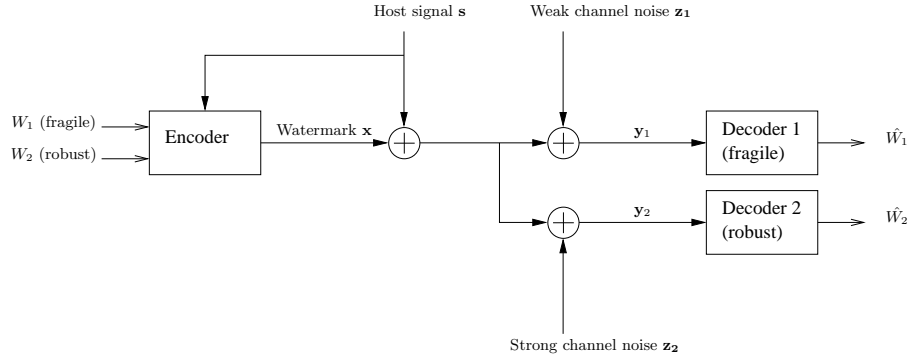 Host signal s
Weak channel noise z₁
W₁ (fragile)
W₂ (robust)
Encoder
Watermark x
y₁
Decoder 1
(fragile)
Ŵ₁
y₂
Decoder 2
(robust)
Ŵ₂
Strong channel noise z₂